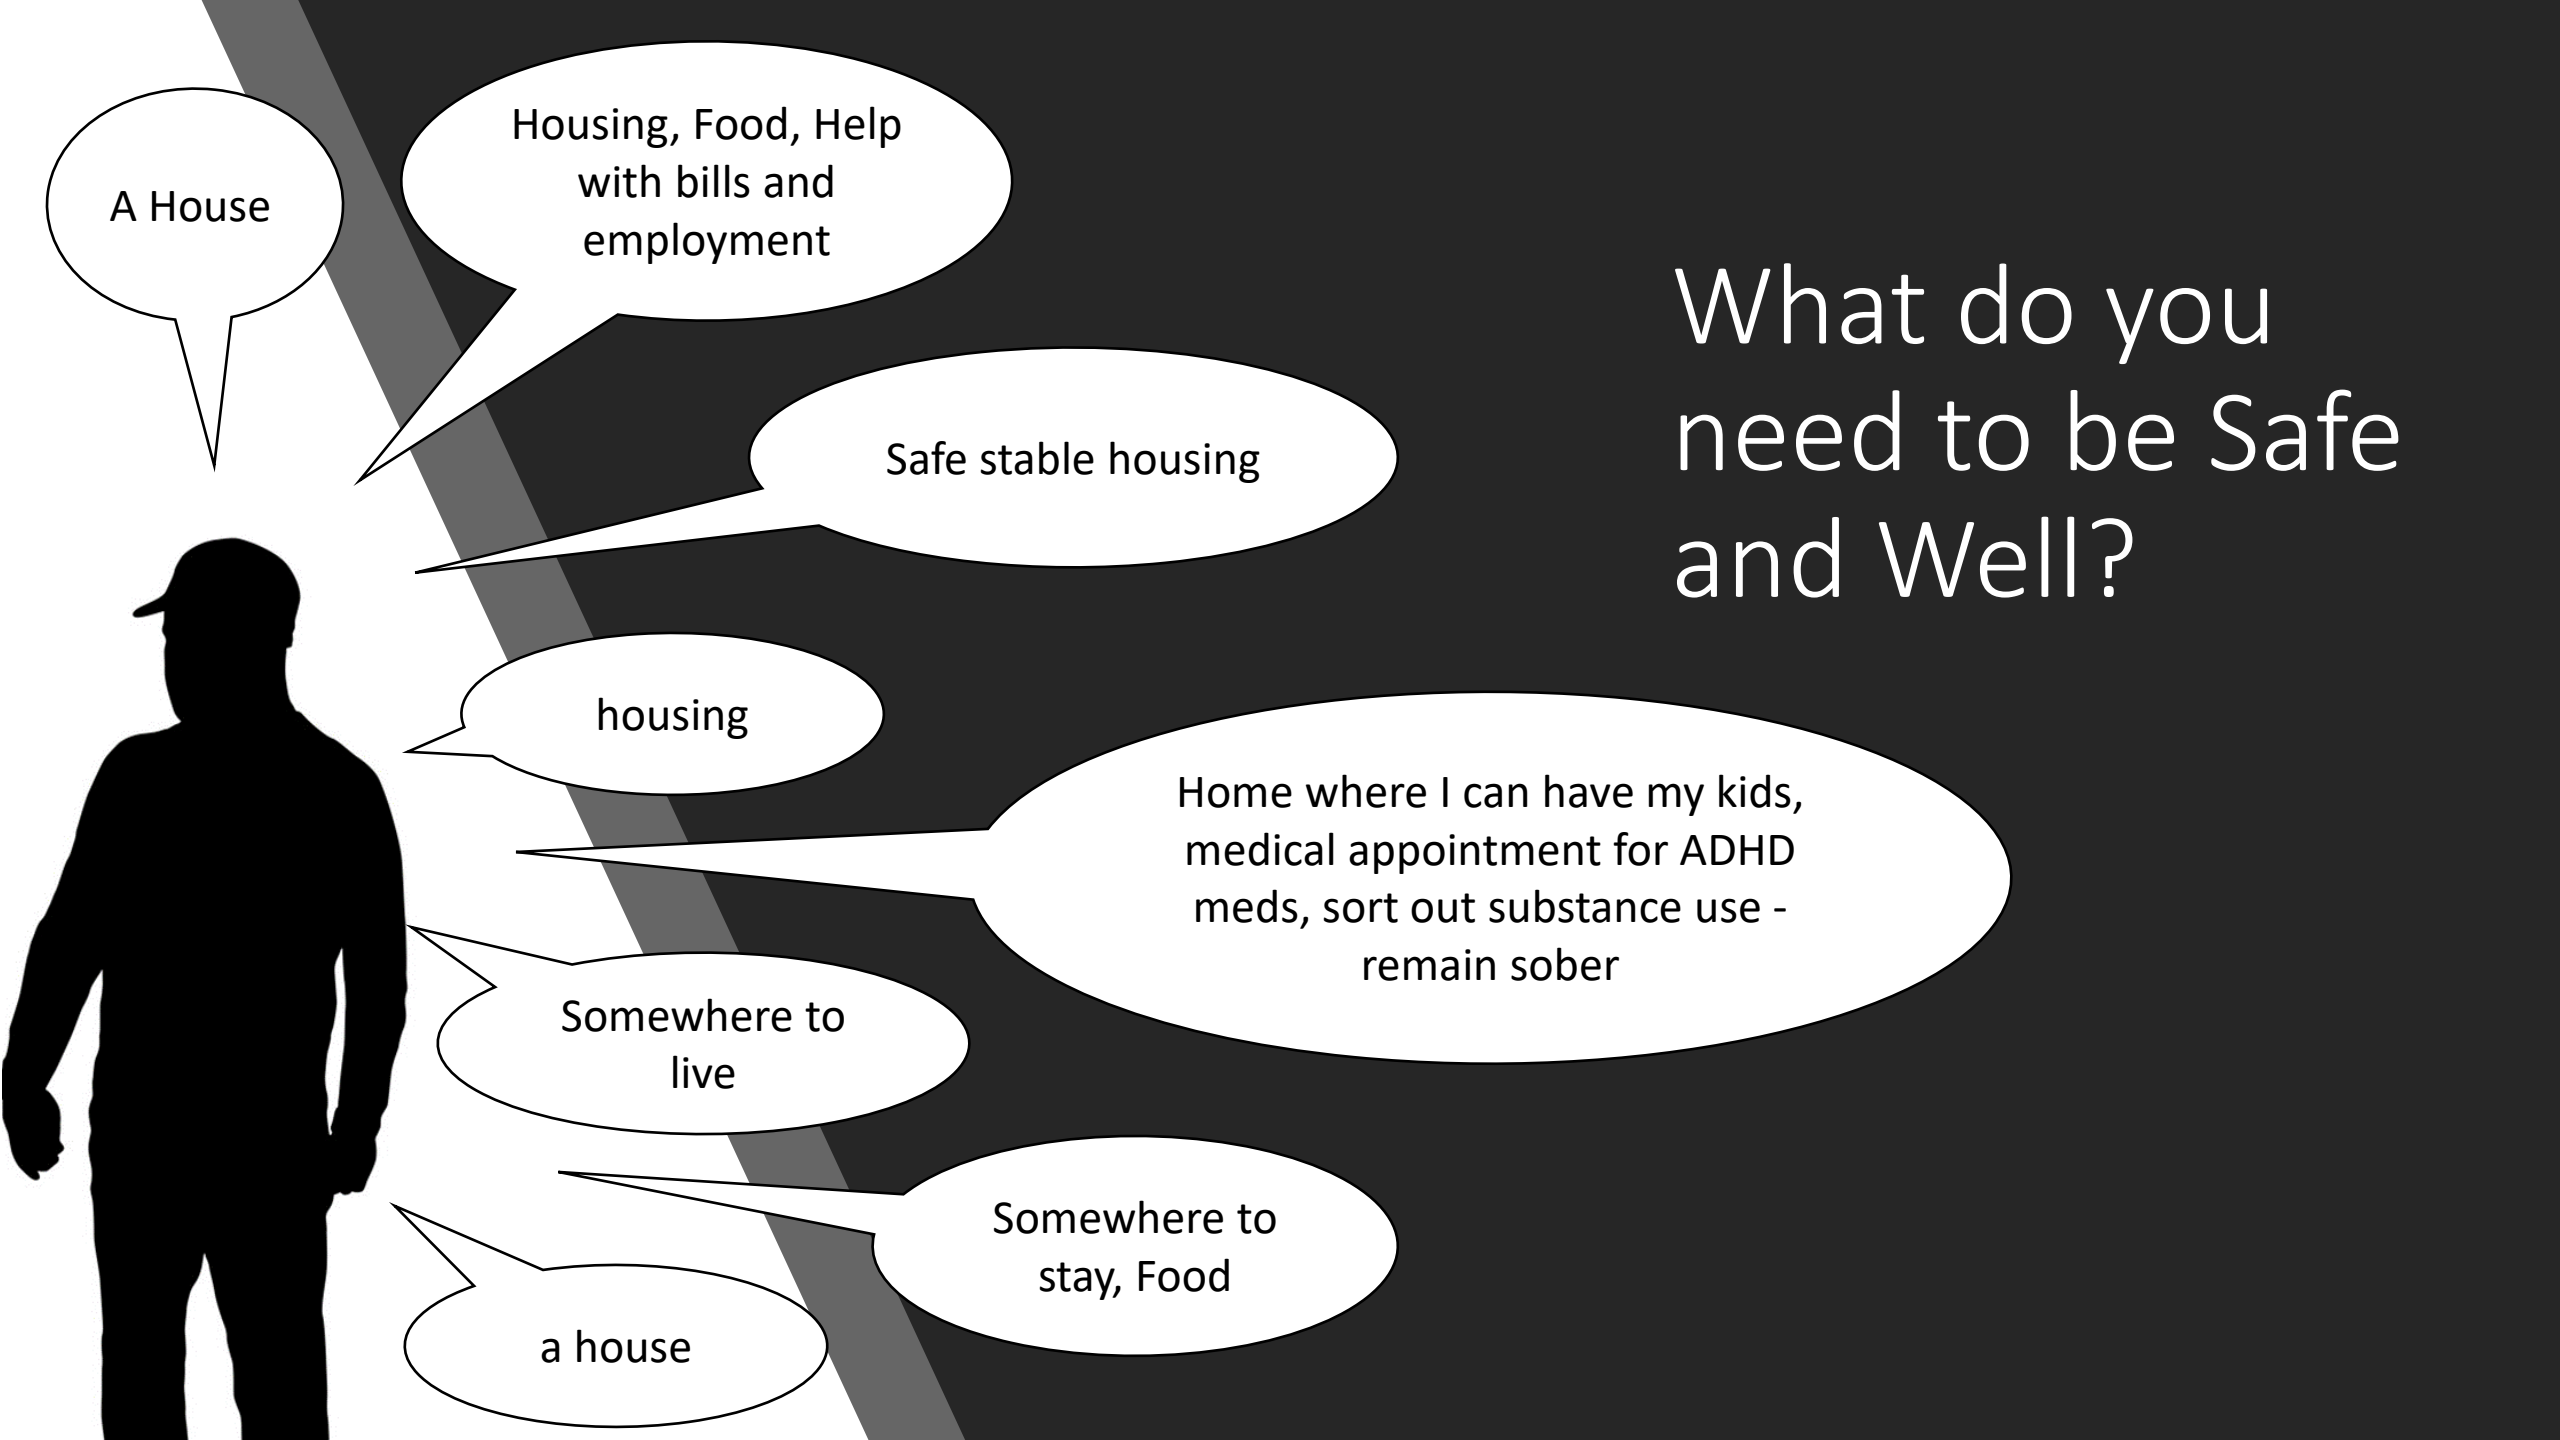 A House
Housing, Food, Help
with bills and
employment
Safe stable housing
What do you
need to be Safe
and Well?
housing
Home where I can have my kids,
medical appointment for ADHD
meds, sort out substance use -
remain sober
Somewhere to
live
Somewhere to
stay, Food
a house